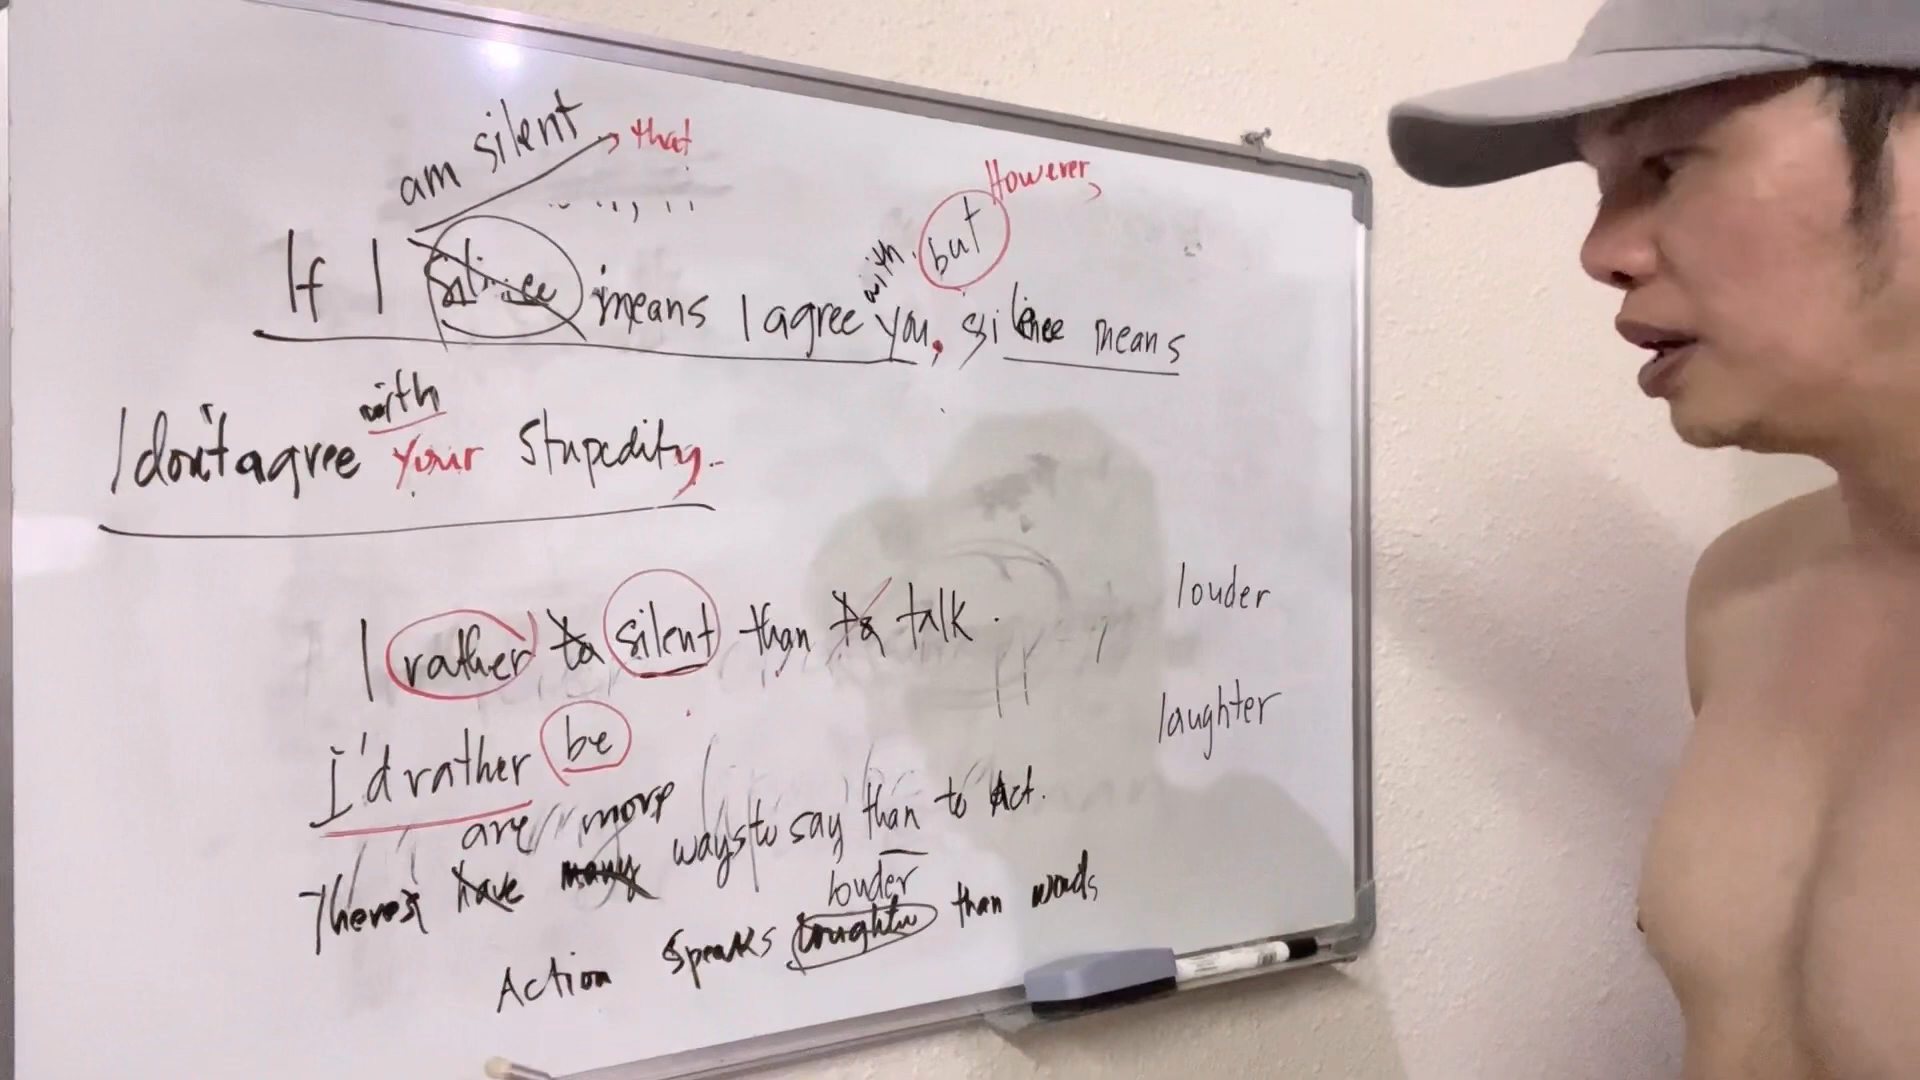 am silent
that
However,
with
but
If I silence means I agree you, silence means
with
I don't agree your stupedity.
I rather to silent than to talk.
louder
I'd rather be
laughter
are more
There's have many ways to say than to Act.
louder
Action speaks than words